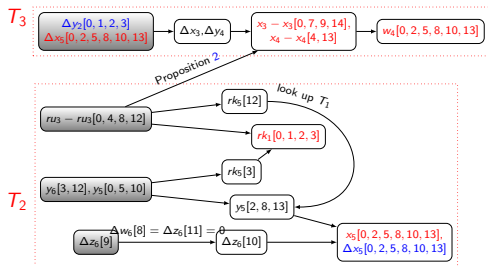 T3
Δy2[0, 1, 2, 3]
Δx5[0, 2, 5, 8, 10, 13]
Δx3, Δy4
x3 − x3[0, 7, 9, 14],
x4 − x4[4, 13]
w4[0, 2, 5, 8, 10, 13]
Proposition 2
T2
rk5[12]
look up T1
ru3 − ru3[0, 4, 8, 12]
rk1[0, 1, 2, 3]
rk5[3]
y6[3, 12], y5[0, 5, 10]
y5[2, 8, 13]
Δw6[8] = Δz6[11] = 0
Δz6[9]
Δz6[10]
x5[0, 2, 5, 8, 10, 13],
Δx5[0, 2, 5, 8, 10, 13]